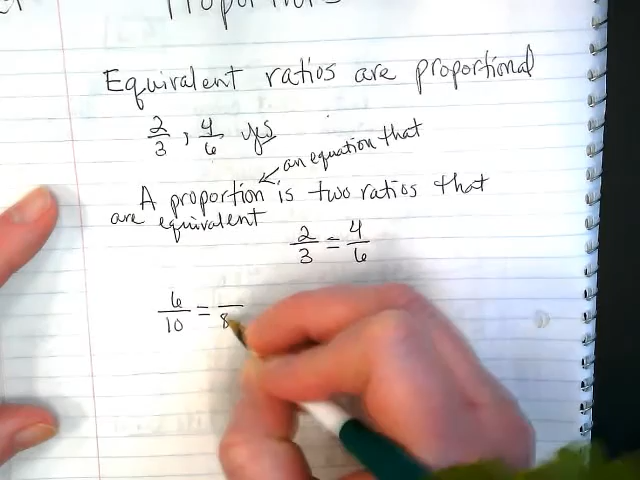 Proportions
Equivalent ratios are proportional
2/3 , 4/6 yes
an equation that
A proportion is two ratios that
are equivalent
2/3 = 4/6
6/10 = /8